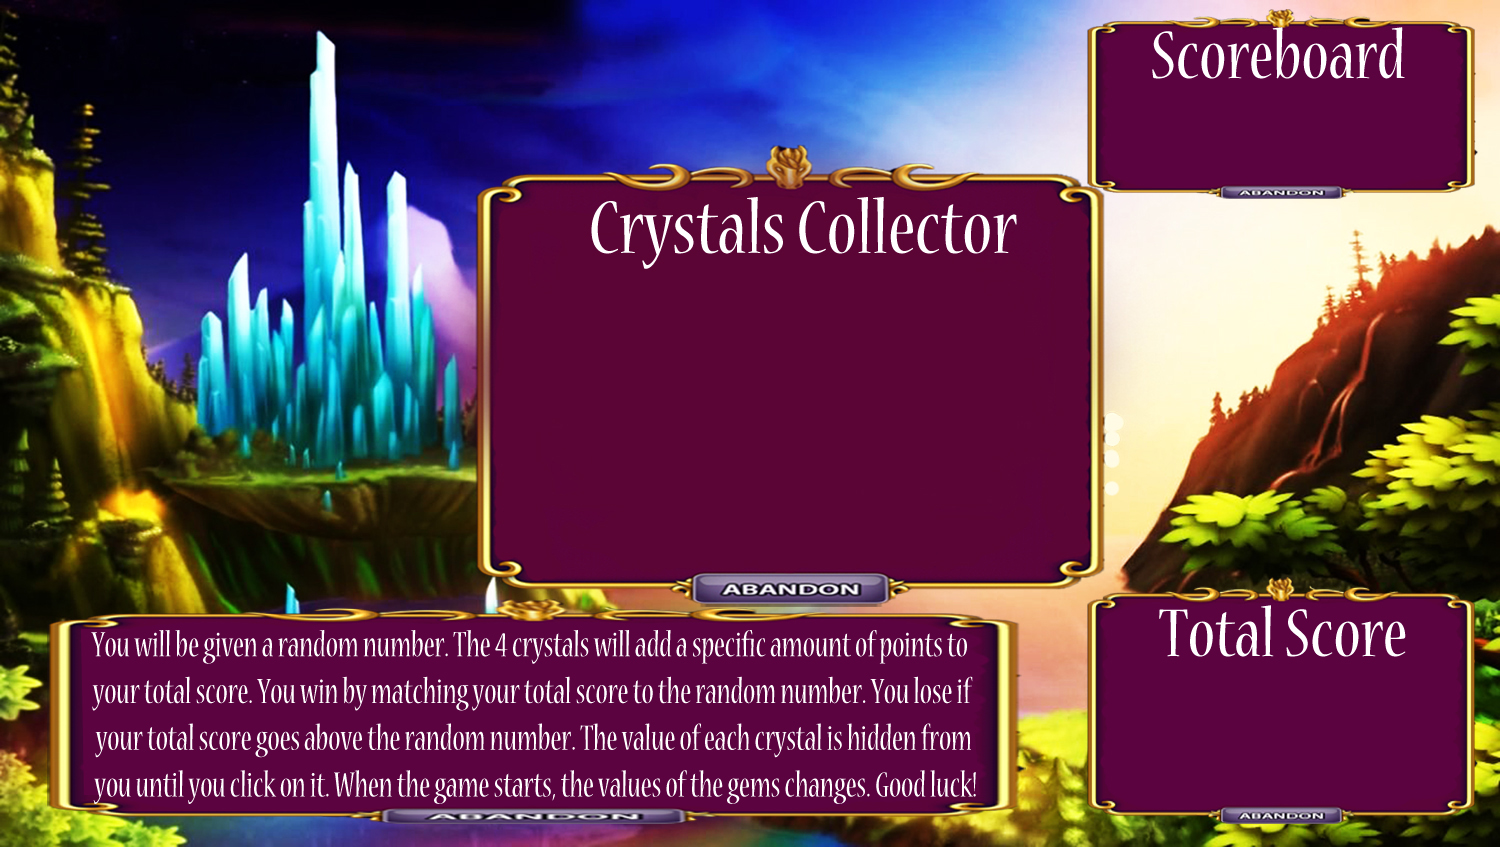 Scoreboard
ABANDON
Crystals Collector
ABANDON
You will be given a random number. The 4 crystals will add a specific amount of points to
your total score. You win by matching your total score to the random number. You lose if
your total score goes above the random number. The value of each crystal is hidden from
you until you click on it. When the game starts, the values of the gems changes. Good luck!
ABANDON
Total Score
ABANDON